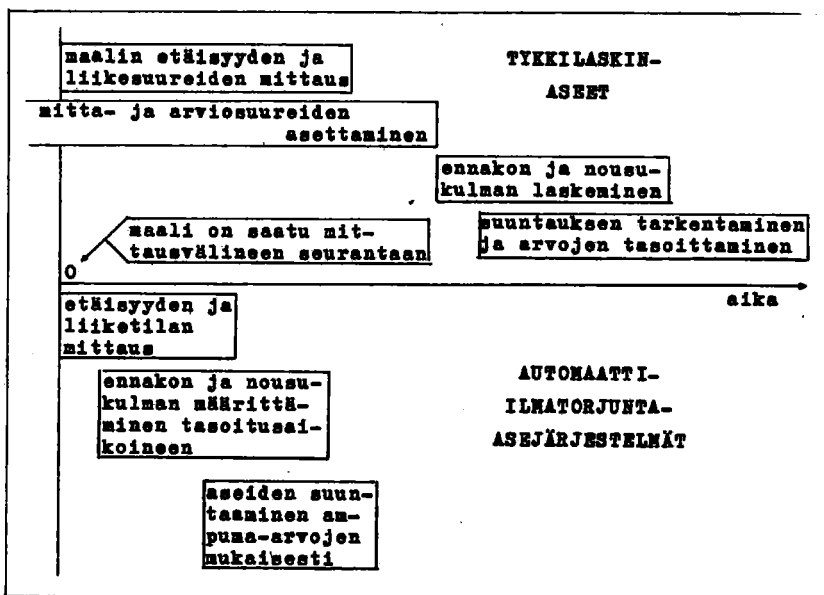 maalin etäisyyden ja
liikesuureiden mittaus
TYKKILASKIN-
ASEET
mitta- ja arviosuureiden
asettaminen
ennakon ja nousu-
kulman laskeminen
suuntauksen tarkentaminen
ja arvojen tasoittaminen
maali on saatu mit-
tausvälineen seurantaan
0
aika
etäisyyden ja
liiketilan
mittaus
ennakon ja nousu-
kulman määrittä-
minen tasoitusai-
koineen
AUTOMAATTI-
ILMATORJUNTA-
ASEJÄRJESTELMÄT
aseiden suun-
taaminen am-
puma-arvojen
mukaisesti